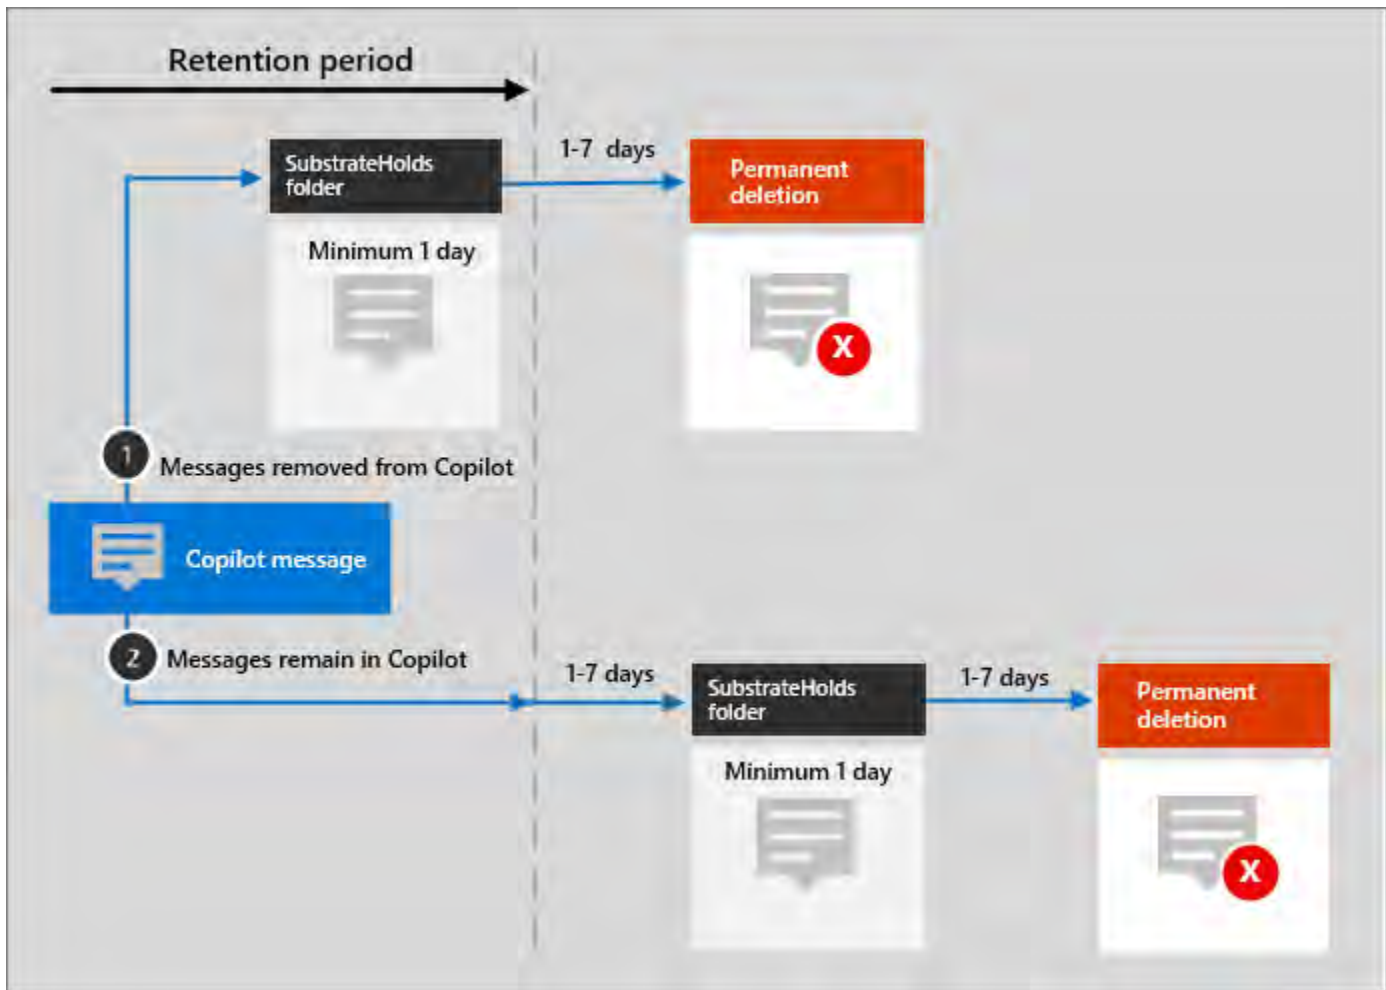 Retention period
SubstrateHolds
folder
1-7 days
Permanent
deletion
Minimum 1 day
X
1
Messages removed from Copilot
Copilot message
2
Messages remain in Copilot
1-7 days
SubstrateHolds
folder
1-7 days
Permanent
deletion
Minimum 1 day
X